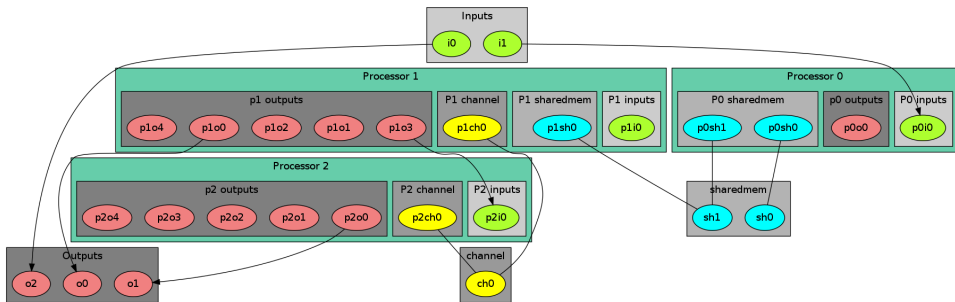 Inputs
i0 i1
Processor 1 Processor 0
p1 outputs P1 channel P1 sharedmem P1 inputs P0 sharedmem p0 outputs P0 inputs
p1o4 p1o0 p1o2 p1o1 p1o3 p1ch0 p1sh0 p1i0 p0sh1 p0sh0 p0o0 p0i0
Processor 2
p2 outputs P2 channel P2 inputs sharedmem
p2o4 p2o3 p2o2 p2o1 p2o0 p2ch0 p2i0 sh1 sh0
Outputs channel
o2 o0 o1 ch0